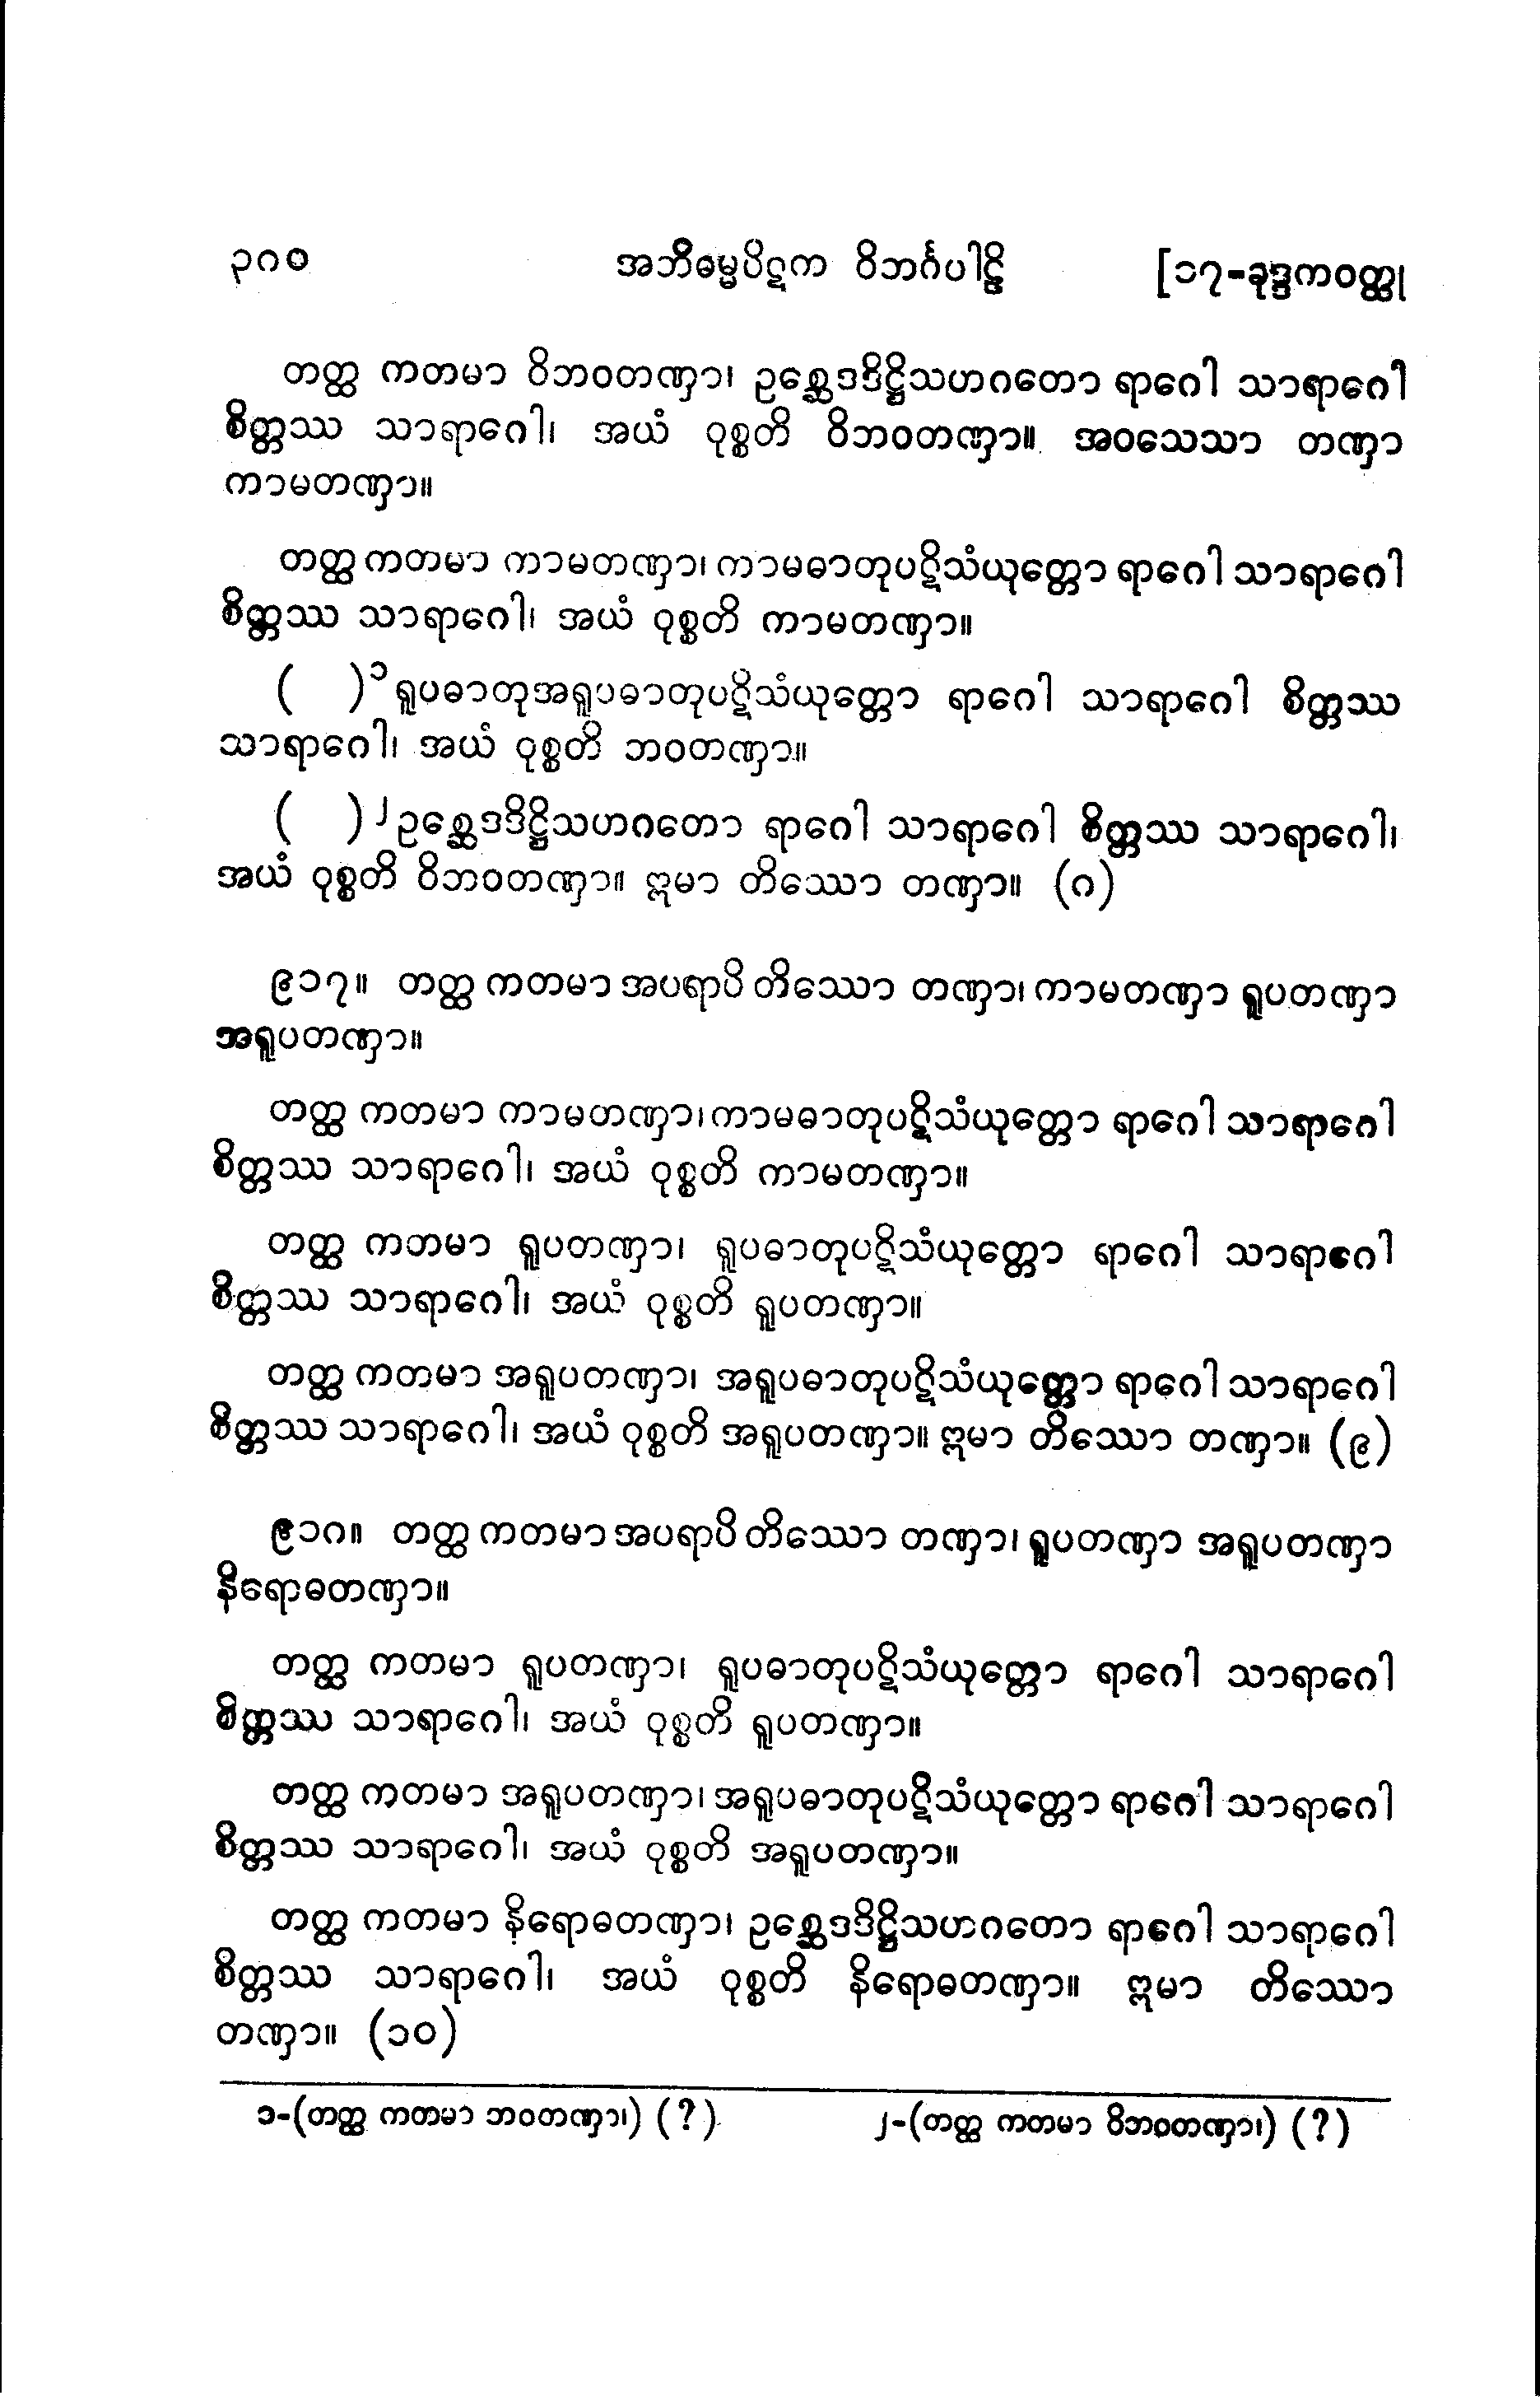 ၃၈၀ အဘိဓမ္မပိဋက ဝိဘင်္ဂပါဠိ [၁၇-ခုဒ္ဒကဝတ္ထု
တတ္ထ ကတမာ ဝိဘဝတဏှာ၊ ဥစ္ဆေဒဒိဋ္ဌိသဟဂတော ရာဂေါ သာရာဂေါ
စိတ္တဿ သာရာဂေါ၊ အယံ ဝုစ္စတိ ဝိဘဝတဏှာ။ အဝသေသာ တဏှာ
ကာမတဏှာ။
တတ္ထ ကတမာ ကာမတဏှာ၊ ကာမဓာတုပဋိသံယုတ္တော ရာဂေါ သာရာဂေါ
စိတ္တဿ သာရာဂေါ၊ အယံ ဝုစ္စတိ ကာမတဏှာ။
( )၁ ရူပဓာတုအရူပဓာတုပဋိသံယုတ္တော ရာဂေါ သာရာဂေါ စိတ္တဿ
သာရာဂေါ၊ အယံ ဝုစ္စတိ ဘဝတဏှာ။
( )၂ ဥစ္ဆေဒဒိဋ္ဌိသဟဂတော ရာဂေါ သာရာဂေါ စိတ္တဿ သာရာဂေါ၊
အယံ ဝုစ္စတိ ဝိဘဝတဏှာ။ ဣမာ တိဿော တဏှာ။ (၈)
၉၁၇။ တတ္ထ ကတမာ အပရာပိ တိဿော တဏှာ၊ ကာမတဏှာ ရူပတဏှာ
အရူပတဏှာ။
တတ္ထ ကတမာ ကာမတဏှာ၊ ကာမဓာတုပဋိသံယုတ္တော ရာဂေါ သာရာဂေါ
စိတ္တဿ သာရာဂေါ၊ အယံ ဝုစ္စတိ ကာမတဏှာ။
တတ္ထ ကတမာ ရူပတဏှာ၊ ရူပဓာတုပဋိသံယုတ္တော ရာဂေါ သာရာဂေါ
စိတ္တဿ သာရာဂေါ၊ အယံ ဝုစ္စတိ ရူပတဏှာ။
တတ္ထ ကတမာ အရူပတဏှာ၊ အရူပဓာတုပဋိသံယုတ္တော ရာဂေါ သာရာဂေါ
စိတ္တဿ သာရာဂေါ၊ အယံ ဝုစ္စတိ အရူပတဏှာ။ ဣမာ တိဿော တဏှာ။ (၉)
၉၁၈။ တတ္ထ ကတမာ အပရာပိ တိဿော တဏှာ၊ ရူပတဏှာ အရူပတဏှာ
နိရောဓတဏှာ။
တတ္ထ ကတမာ ရူပတဏှာ၊ ရူပဓာတုပဋိသံယုတ္တော ရာဂေါ သာရာဂေါ
စိတ္တဿ သာရာဂေါ၊ အယံ ဝုစ္စတိ ရူပတဏှာ။
တတ္ထ ကတမာ အရူပတဏှာ၊ အရူပဓာတုပဋိသံယုတ္တော ရာဂေါ သာရာဂေါ
စိတ္တဿ သာရာဂေါ၊ အယံ ဝုစ္စတိ အရူပတဏှာ။
တတ္ထ ကတမာ နိရောဓတဏှာ၊ ဥစ္ဆေဒဒိဋ္ဌိသဟဂတော ရာဂေါ သာရာဂေါ
စိတ္တဿ သာရာဂေါ၊ အယံ ဝုစ္စတိ နိရောဓတဏှာ။ ဣမာ တိဿော
တဏှာ။ (၁၀)
၁-(တတ္ထ ကတမာ ဘဝတဏှာ၊) (?) ၂-(တတ္ထ ကတမာ ဝိဘဝတဏှာ၊) (?)